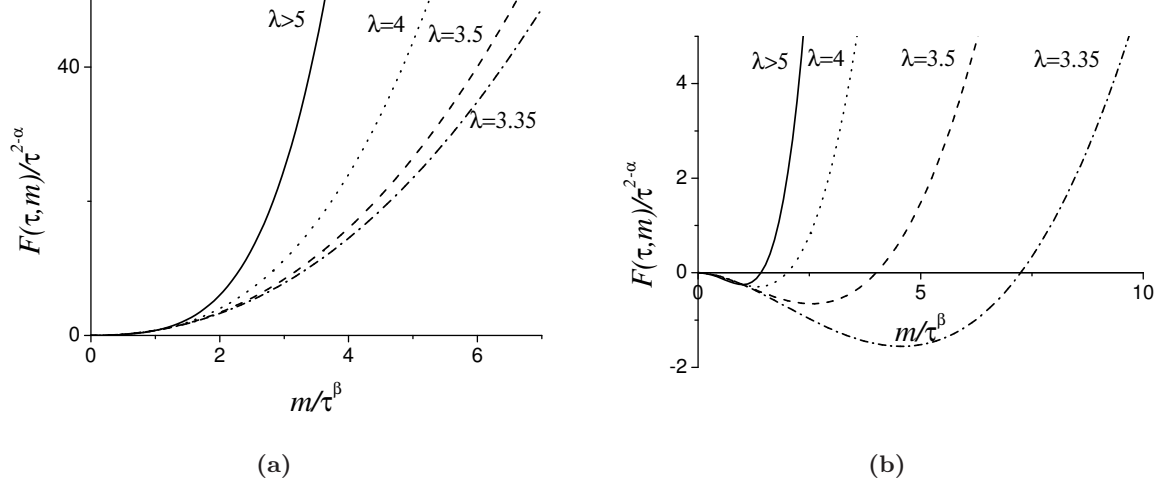 λ>5
λ=4
λ=3.5
λ=3.35
40
0
0
2
4
6
F(τ,m)/τ^{2-α}
m/τ^β
(a)
λ>5
λ=4
λ=3.5
λ=3.35
4
2
0
-2
0
5
10
F(τ,m)/τ^{2-α}
m/τ^β
(b)